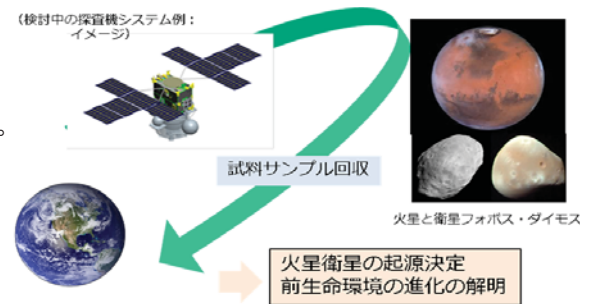 （検討中の探査機システム例：
イメージ）
。
試料サンプル回収
火星と衛星フォボス・ダイモス
火星衛星の起源決定
前生命環境の進化の解明